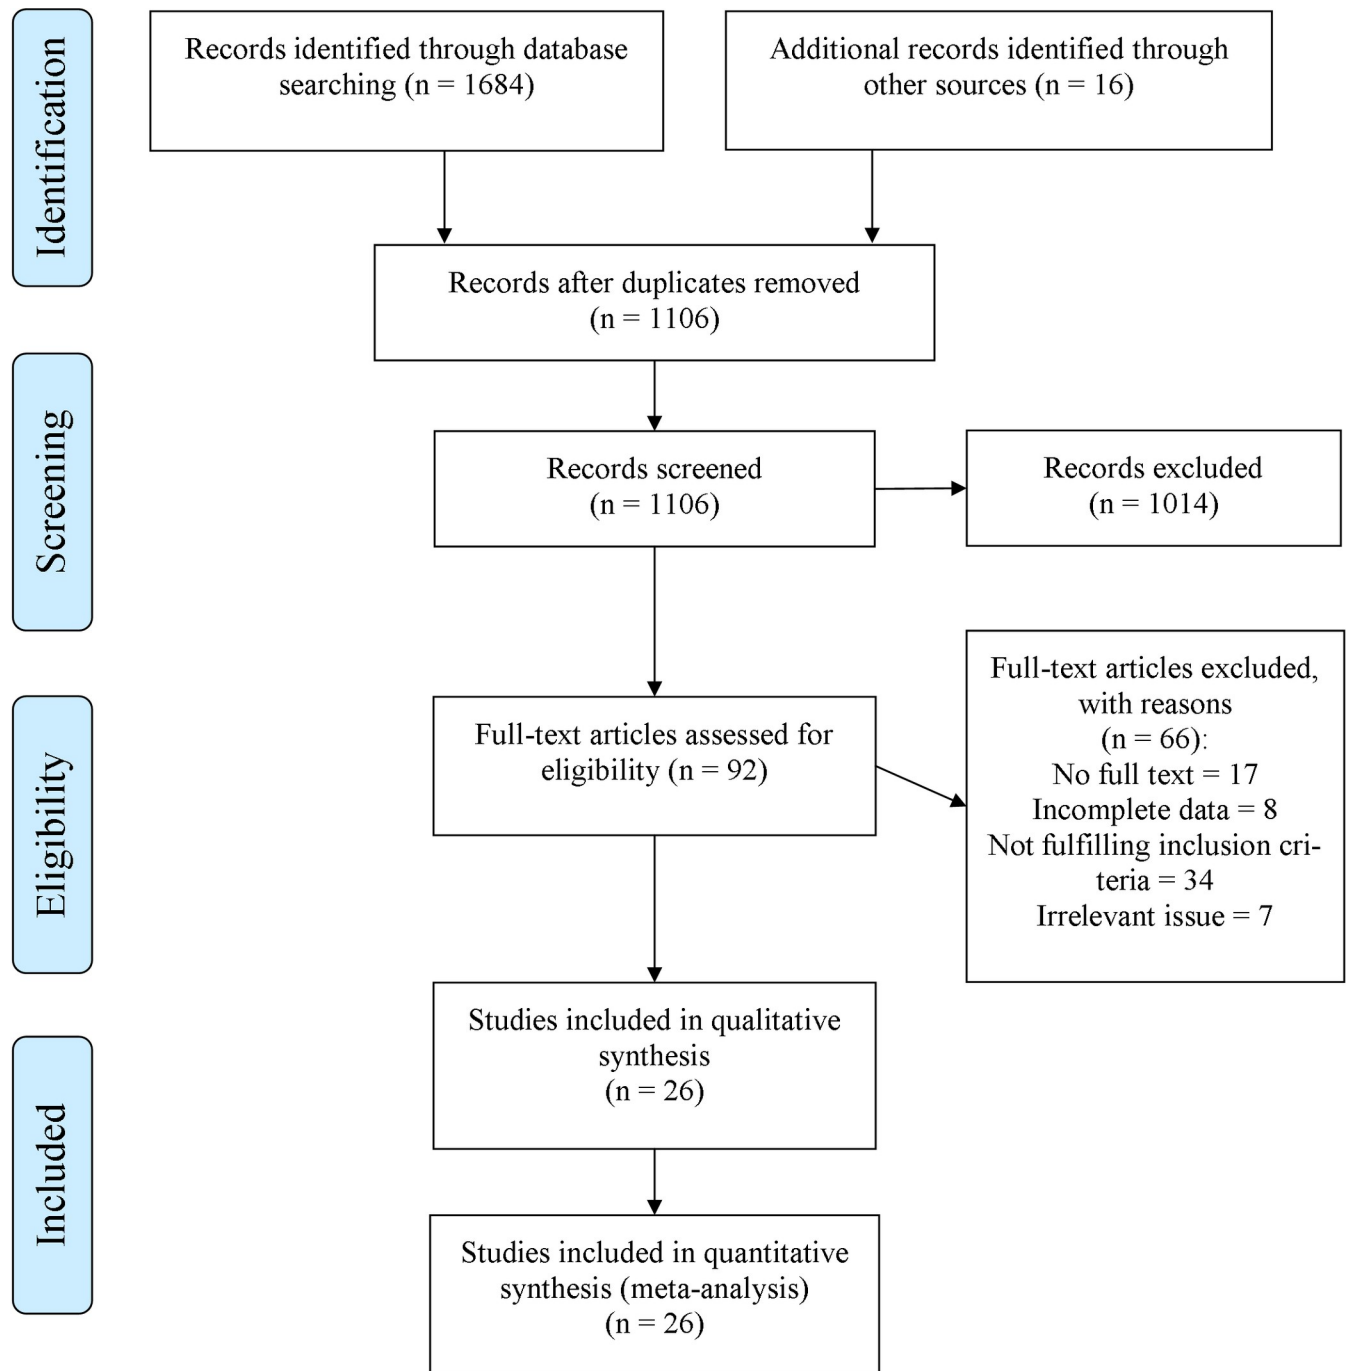 Identification
Records identified through database
searching (n = 1684)
Additional records identified through
other sources (n = 16)
Records after duplicates removed
(n = 1106)
Screening
Records screened
(n = 1106)
Records excluded
(n = 1014)
Eligibility
Full-text articles assessed for
eligibility (n = 92)
Full-text articles excluded,
with reasons
(n = 66):
No full text = 17
Incomplete data = 8
Not fulfilling inclusion cri-
teria = 34
Irrelevant issue = 7
Included
Studies included in qualitative
synthesis
(n = 26)
Studies included in quantitative
synthesis (meta-analysis)
(n = 26)